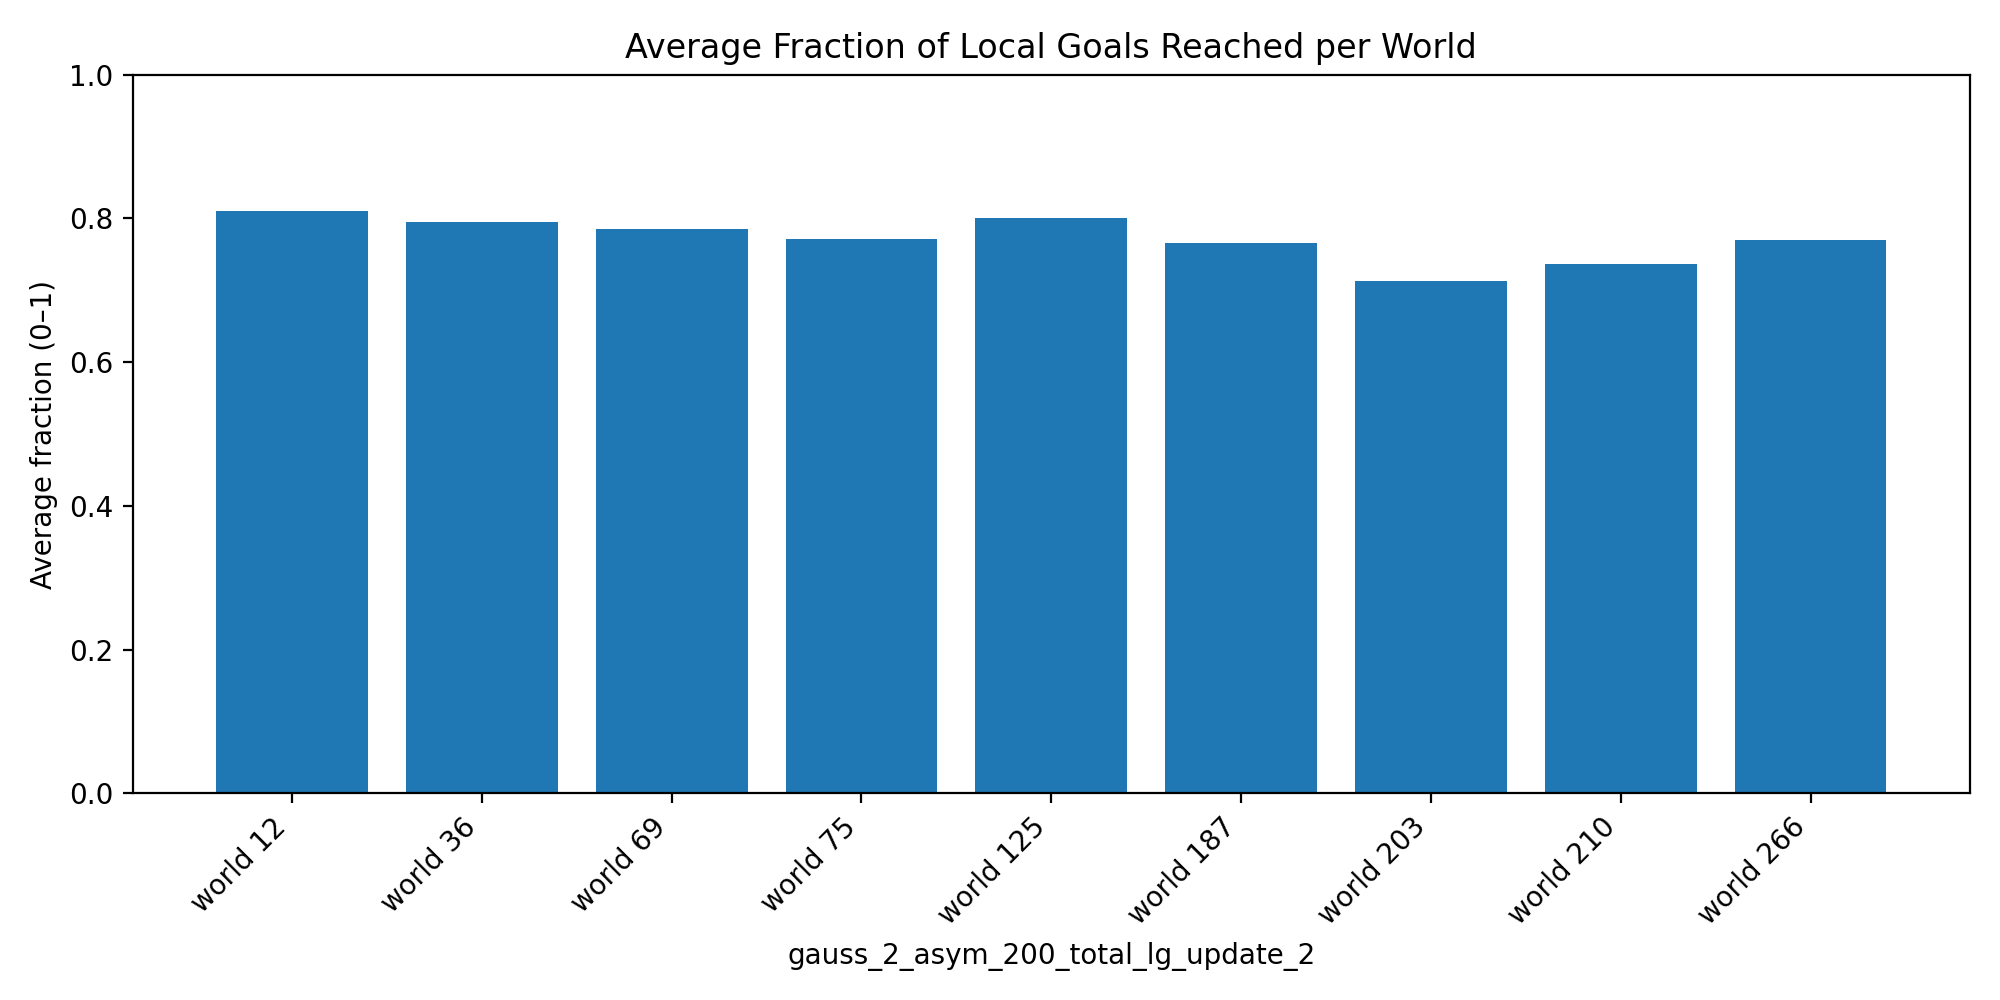 Average Fraction of Local Goals Reached per World
Average fraction (0–1)
1.0
0.8
0.6
0.4
0.2
0.0
world 12
world 36
world 69
world 75
world 125
world 187
world 203
world 210
world 266
gauss_2_asym_200_total_lg_update_2